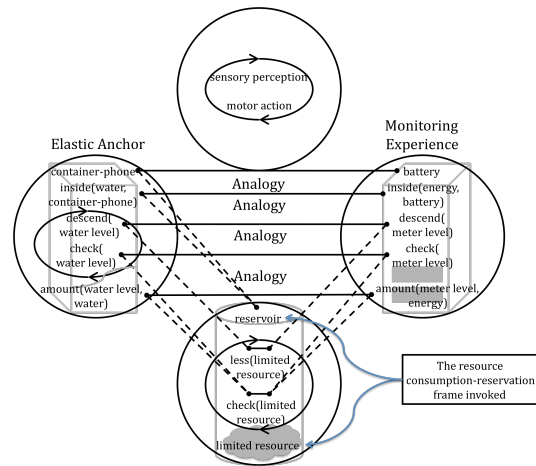 sensory perception
motor action
Elastic Anchor
Monitoring
Experience
container-phone
inside(water,
container-phone)
descend(
water level)
check(
water level)
amount(water level,
water)
Analogy
Analogy
Analogy
Analogy
battery
inside(energy,
battery)
descend(
meter level)
check(
meter level)
amount(meter level,
energy)
reservoir
less(limited
resource)
check(limited
resource)
limited resource
The resource
consumption-reservation
frame invoked